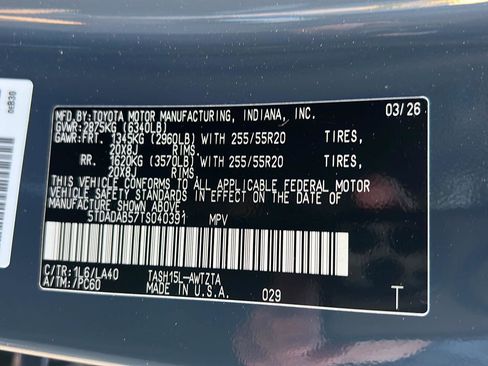 MFD.BY:TOYOTA MOTOR MANUFACTURING, INDIANA, INC. 03/26
GVWR:2875KG (6340LB)
GAWR:FRT. 1345KG (2960LB) WITH 255/55R20 TIRES,
20X8J RIMS
RR. 1620KG (3570LB) WITH 255/55R20 TIRES,
20X8J RIMS
THIS VEHICLE CONFORMS TO ALL APPLICABLE FEDERAL MOTOR
VEHICLE SAFETY STANDARDS IN EFFECT ON THE DATE OF
MANUFACTURE SHOWN ABOVE.
5TDADAB57TS040391 MPV
C/TR:1L6/LA40 TASH15L-AWTZTA
A/TM:/PC60 MADE IN U.S.A. 029 T